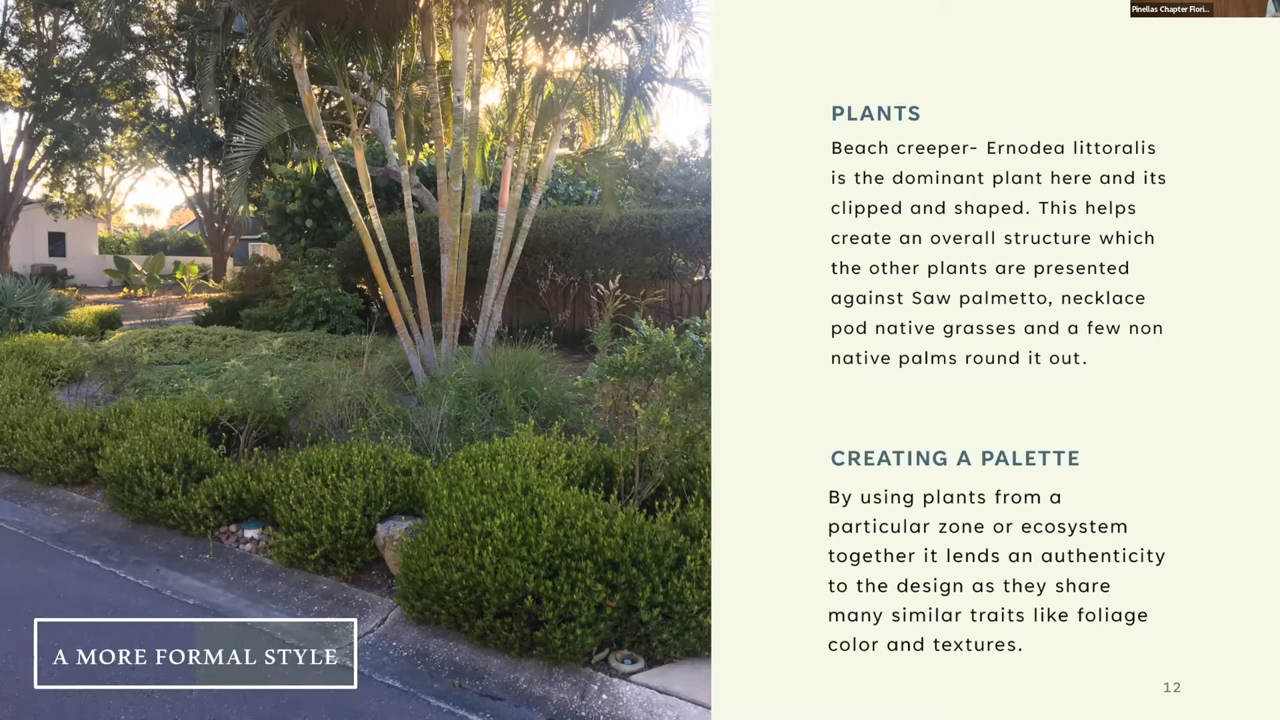 Pinellas Chapter Flori...
PLANTS
Beach creeper- Ernodea littoralis
is the dominant plant here and its
clipped and shaped. This helps
create an overall structure which
the other plants are presented
against Saw palmetto, necklace
pod native grasses and a few non
native palms round it out.
CREATING A PALETTE
By using plants from a
particular zone or ecosystem
together it lends an authenticity
to the design as they share
many similar traits like foliage
color and textures.
A MORE FORMAL STYLE
12